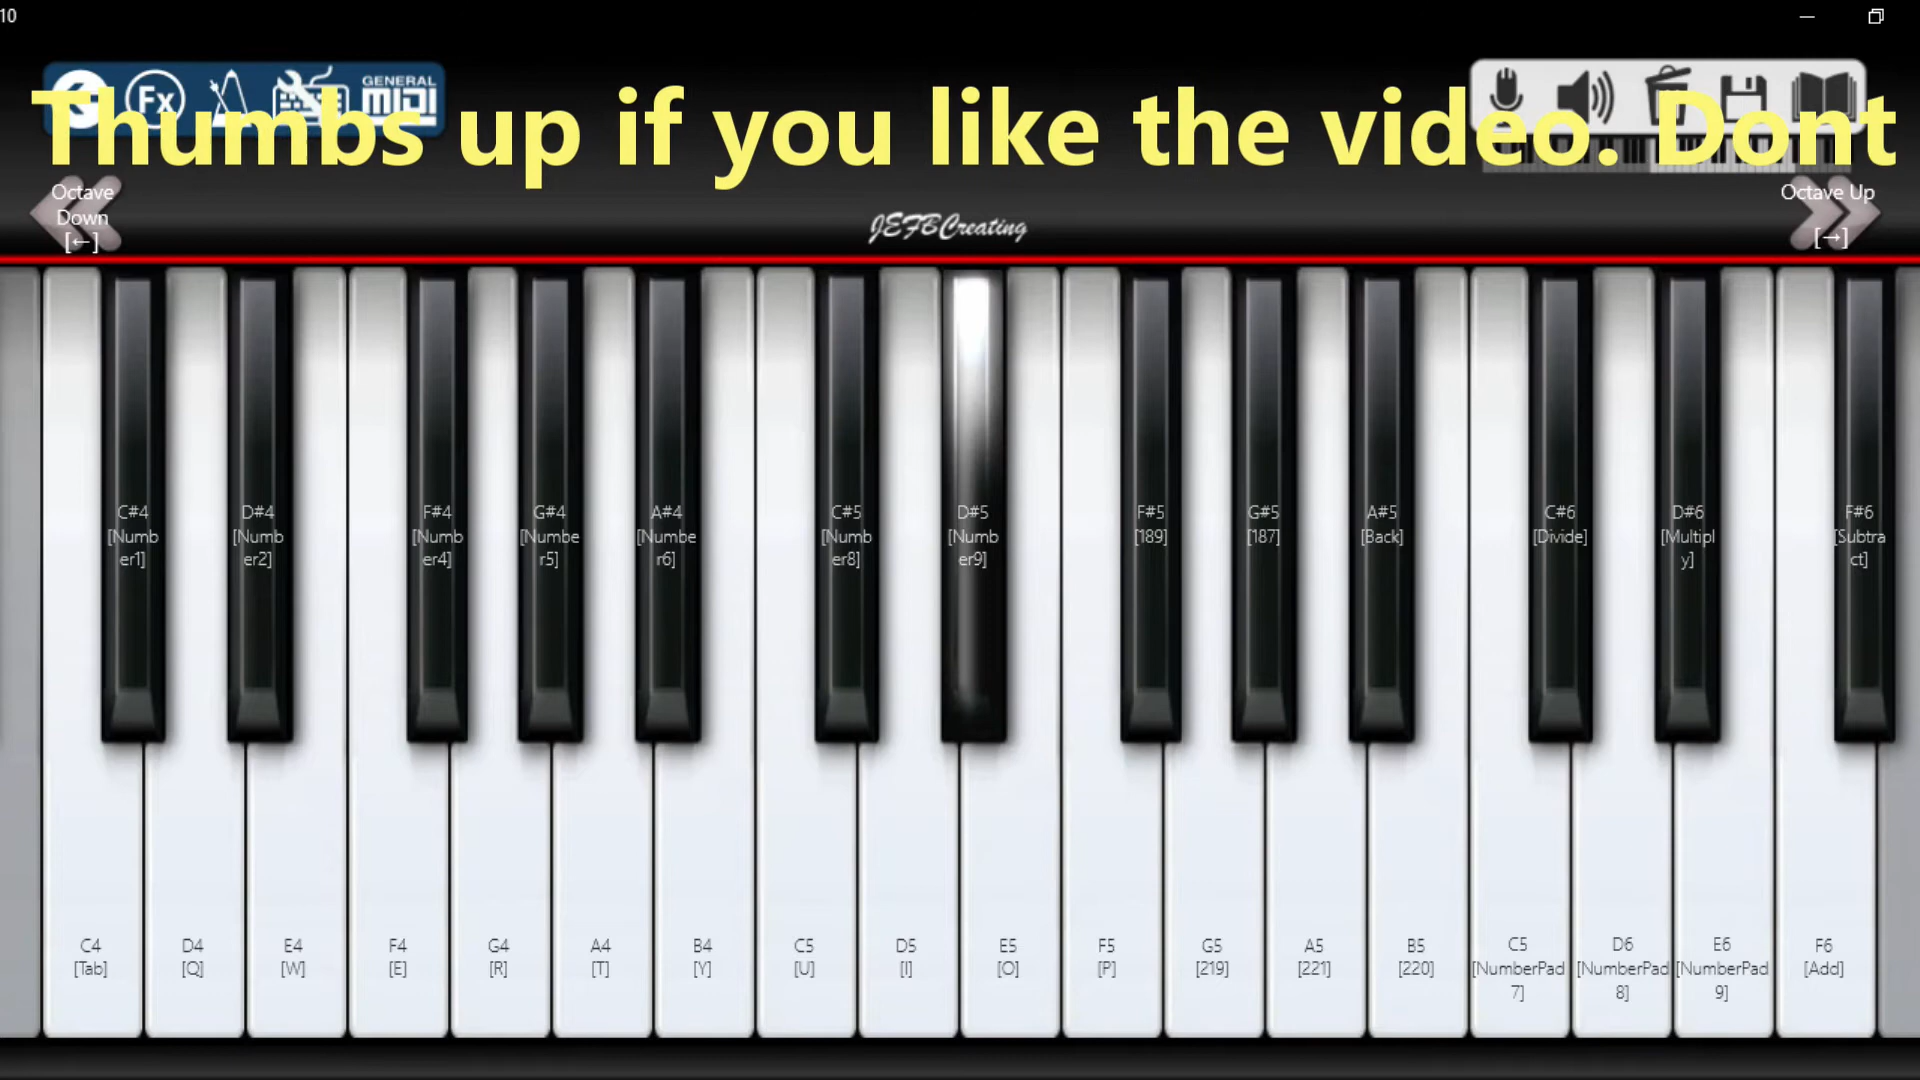 10
Fx
GENERAL
MIDI
Thumbs up if you like the video. Dont
Octave
Down
[←]
JEFBCreating
Octave Up
[→]
C#4
[Numb
er1]
D#4
[Numb
er2]
F#4
[Numb
er4]
G#4
[Numbe
r5]
A#4
[Numbe
r6]
C#5
[Numb
er8]
D#5
[Numb
er9]
F#5
[189]
G#5
[187]
A#5
[Back]
C#6
[Divide]
D#6
[Multipl
y]
F#6
[Subtra
ct]
C4
[Tab]
D4
[Q]
E4
[W]
F4
[E]
G4
[R]
A4
[T]
B4
[Y]
C5
[U]
D5
[I]
E5
[O]
F5
[P]
G5
[219]
A5
[221]
B5
[220]
C5
[NumberPad
7]
D6
[NumberPad
8]
E6
[NumberPad
9]
F6
[Add]